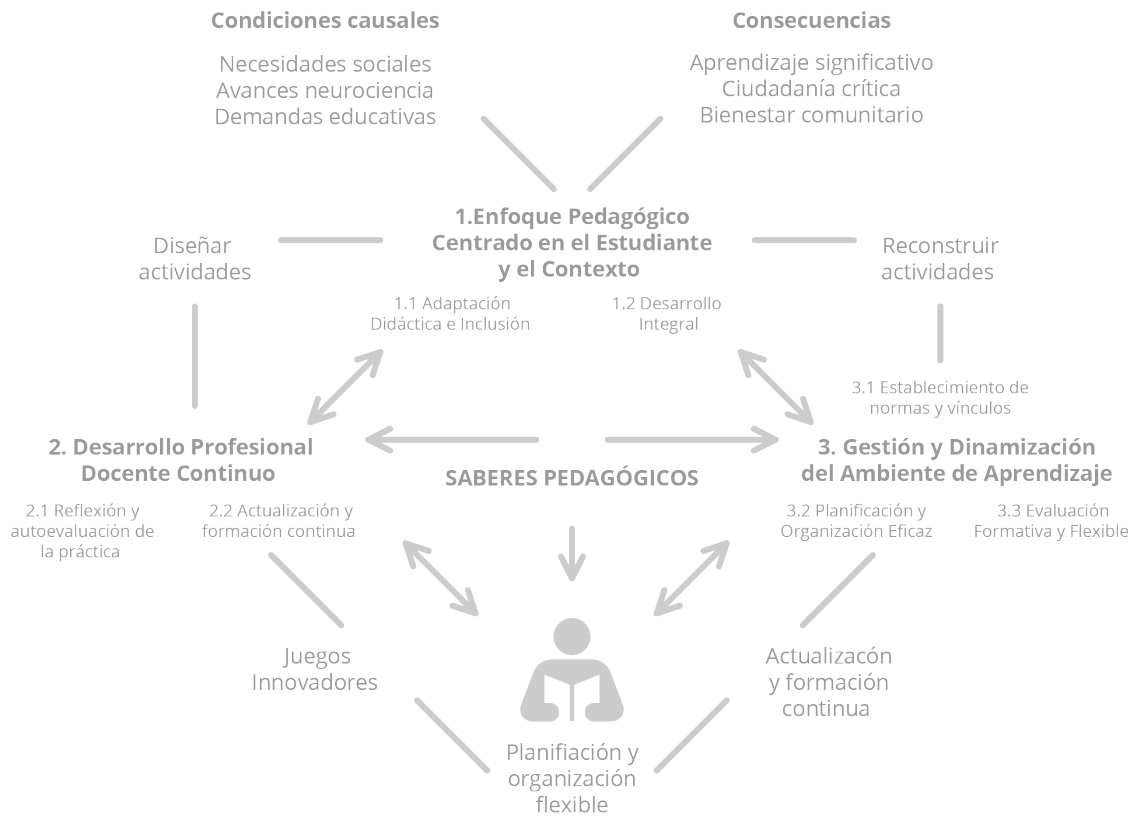 Condiciones causales
Necesidades sociales
Avances neurociencia
Demandas educativas
Consecuencias
Aprendizaje significativo
Ciudadanía crítica
Bienestar comunitario
1.Enfoque Pedagógico
Centrado en el Estudiante
y el Contexto
Diseñar
actividades
Reconstruir
actividades
1.1 Adaptación
Didáctica e Inclusión
1.2 Desarrollo
Integral
3.1 Establecimiento de
normas y vínculos
2. Desarrollo Profesional
Docente Continuo
3. Gestión y Dinamización
del Ambiente de Aprendizaje
SABERES PEDAGÓGICOS
2.1 Reflexión y
autoevaluación de
la práctica
2.2 Actualización y
formación continua
3.2 Planificación y
Organización Eficaz
3.3 Evaluación
Formativa y Flexible
Juegos
Innovadores
Actualizacón
y formación
continua
Planifiación y
organización
flexible